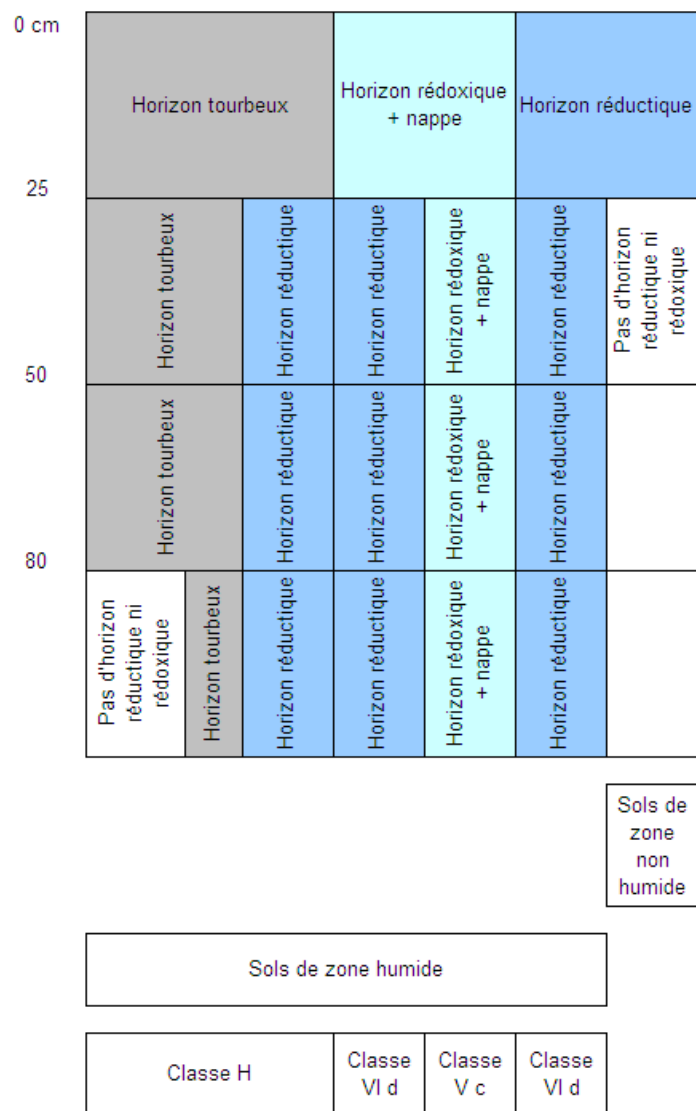 0 cm
Horizon tourbeux
Horizon rédoxique
+ nappe
Horizon réductique
25
Horizon tourbeux
Horizon réductique
Horizon réductique
Horizon rédoxique
+ nappe
Horizon réductique
Pas d'horizon
réductique ni
rédoxique
50
Horizon tourbeux
Horizon réductique
Horizon réductique
Horizon rédoxique
+ nappe
Horizon réductique
80
Pas d'horizon
réductique ni
rédoxique
Horizon tourbeux
Horizon réductique
Horizon réductique
Horizon rédoxique
+ nappe
Horizon réductique
Sols de
zone
non
humide
Sols de zone humide
Classe H
Classe
VI d
Classe
V c
Classe
VI d